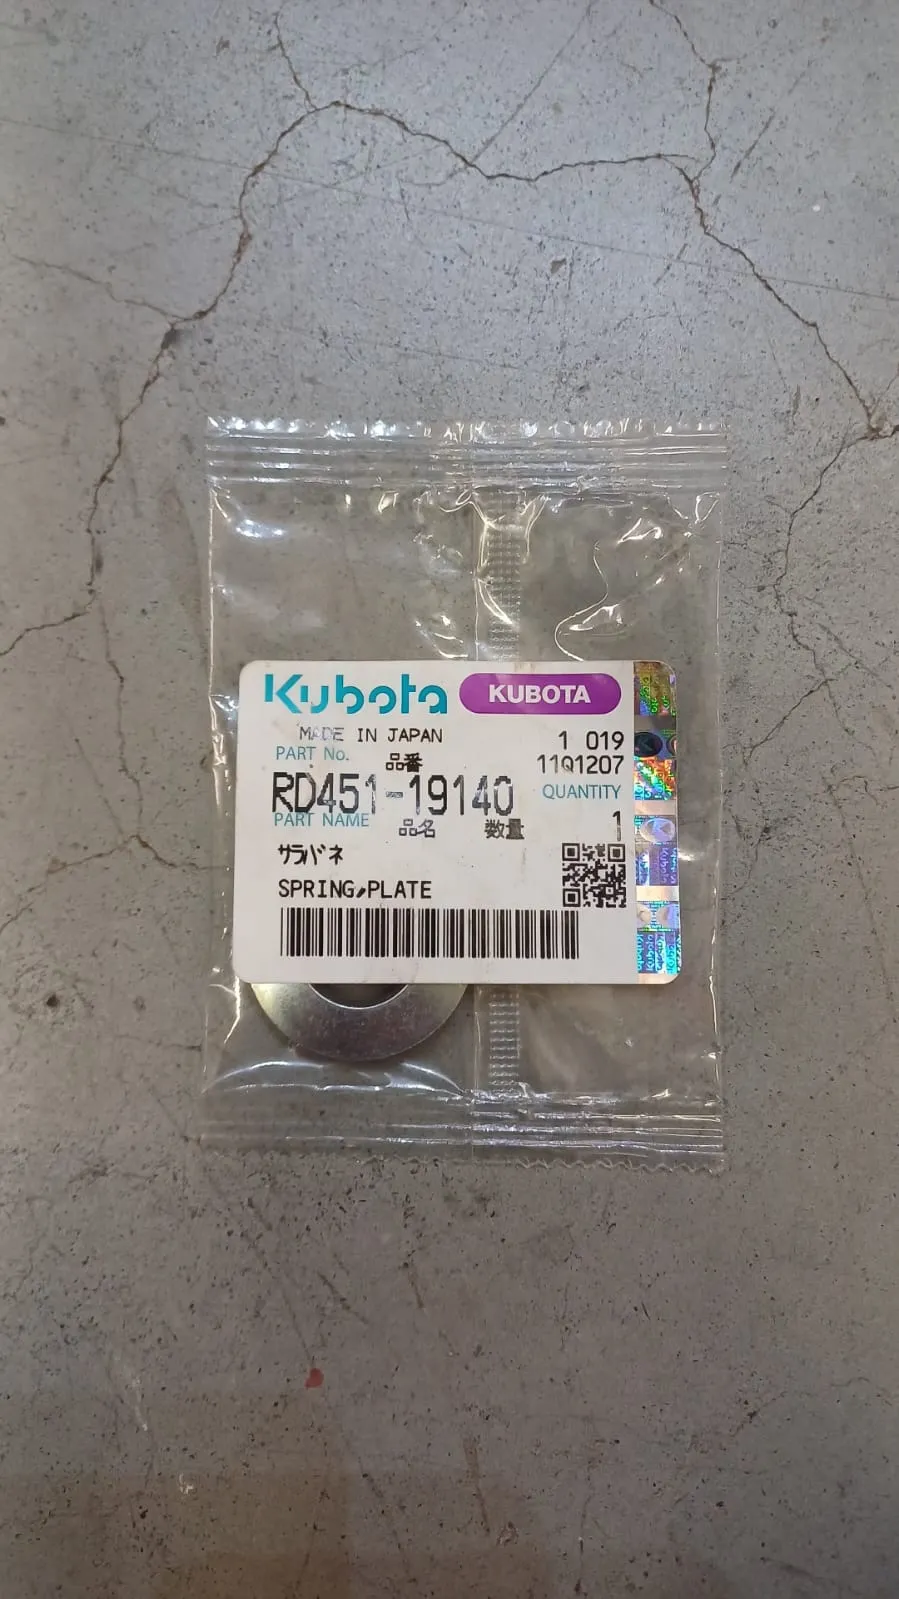 Kubota KUBOTA
MADE IN JAPAN 1 019
PART No. 品番 11Q1207
RD451-19140 QUANTITY
PART NAME 品名 数量 1
サラバネ
SPRING,PLATE